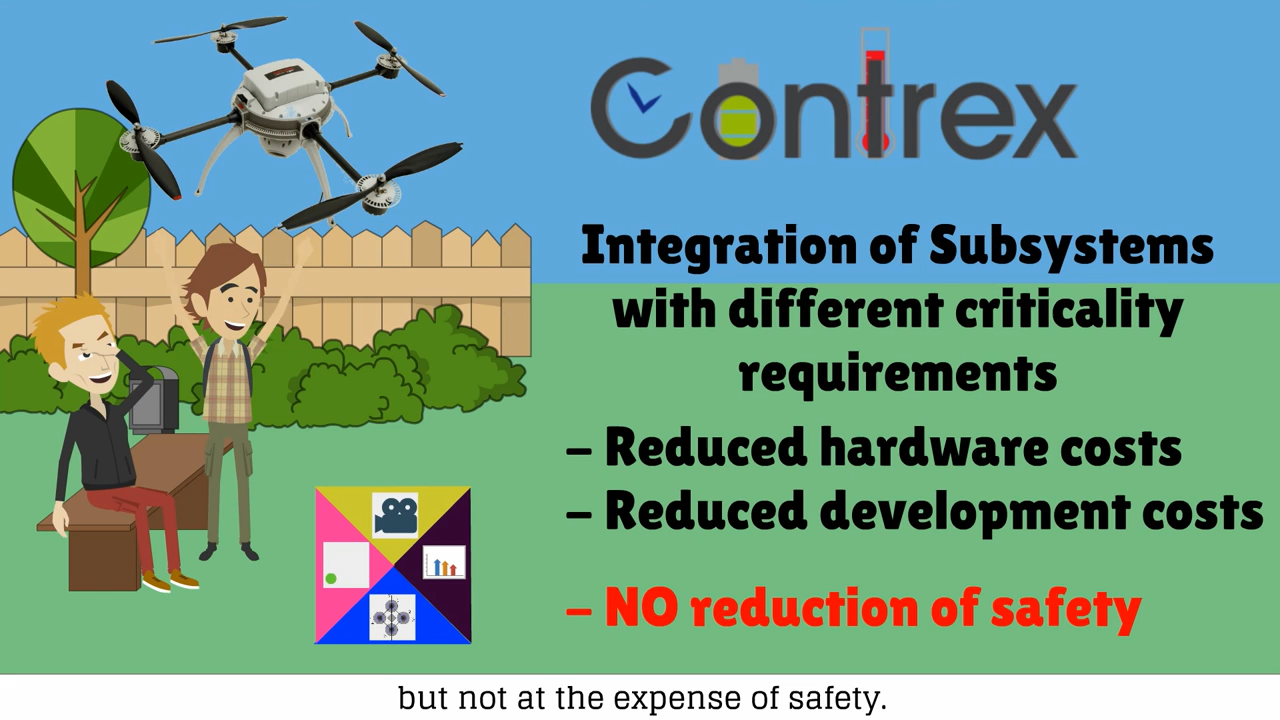 Contrex
Integration of Subsystems
with different criticality
requirements
– Reduced hardware costs
– Reduced development costs
– NO reduction of safety
but not at the expense of safety.